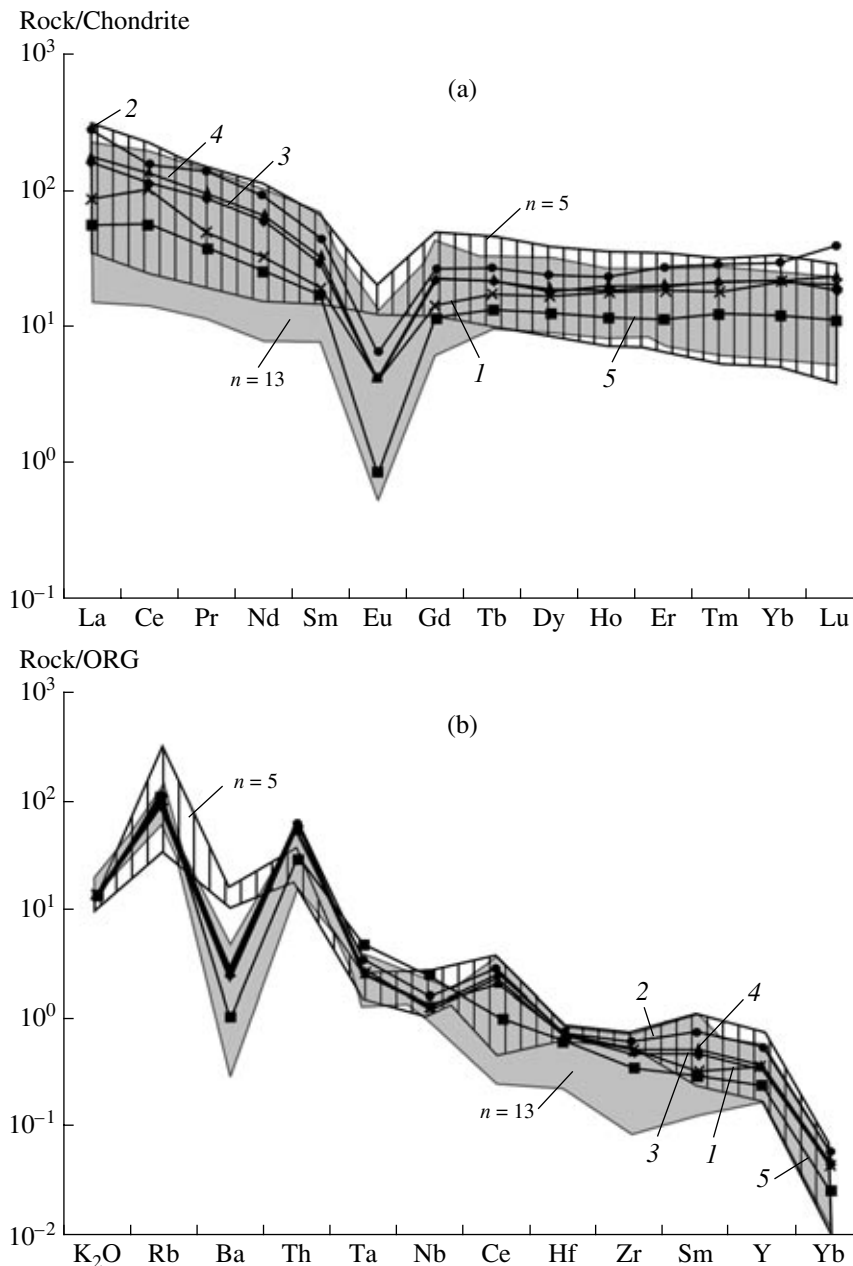 Rock/Chondrite
10³
(a)
2
4
3
10²
n = 5
10¹
n = 13
1
5
10⁰
10⁻¹
La Ce Pr Nd Sm Eu Gd Tb Dy Ho Er Tm Yb Lu
Rock/ORG
10³
(b)
n = 5
10²
10¹
2
4
10⁰
n = 13
3
1
5
10⁻¹
10⁻²
K₂O Rb Ba Th Ta Nb Ce Hf Zr Sm Y Yb